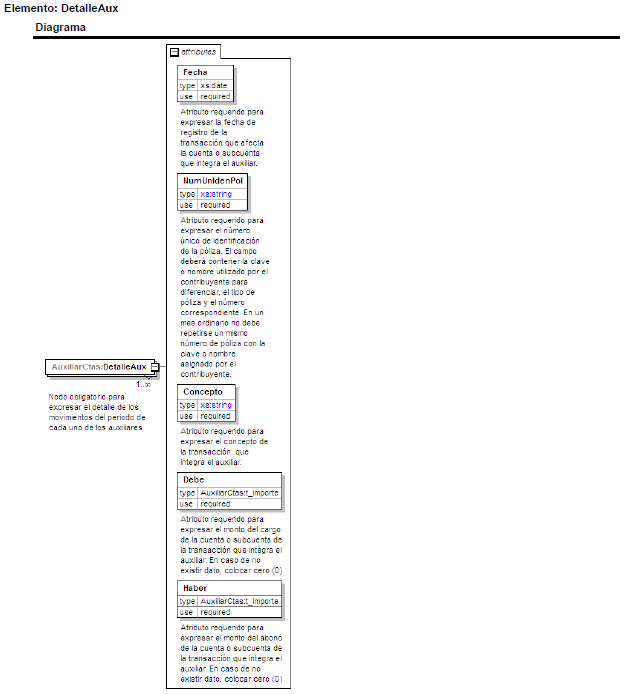 Elemento: DetalleAux
Diagrama
attributes
Fecha
type xs:date
use required
Atributo requerido para
expresar la fecha de
registro de la
transacción que afecta
la cuenta o subcuenta
que integra el auxiliar.
NumUnIdenPol
type xs:string
use required
Atributo requerido para
expresar el número
único de identificación
de la póliza. El campo
deberá contener la clave
o nombre utilizado por el
contribuyente para
diferenciar, el tipo de
póliza y el número
correspondiente. En un
mes ordinario no debe
repetirse un mismo
número de póliza con la
clave o nombre
asignado por el
contribuyente.
AuxiliarCtas:DetalleAux
1..∞
Nodo obligatorio para
expresar el detalle de los
movimientos del periodo de
cada uno de los auxiliares
Concepto
type xs:string
use required
Atributo requerido para
expresar el concepto de
la transacción que
integra el auxiliar.
Debe
type AuxiliarCtas:t_importe
use required
Atributo requerido para
expresar el monto del cargo
de la cuenta o subcuenta de
la transacción que integra el
auxiliar. En caso de no
existir dato, colocar cero (0)
Haber
type AuxiliarCtas:t_importe
use required
Atributo requerido para
expresar el monto del abono
de la cuenta o subcuenta de
la transacción que integra el
auxiliar. En caso de no
existir dato, colocar cero (0)